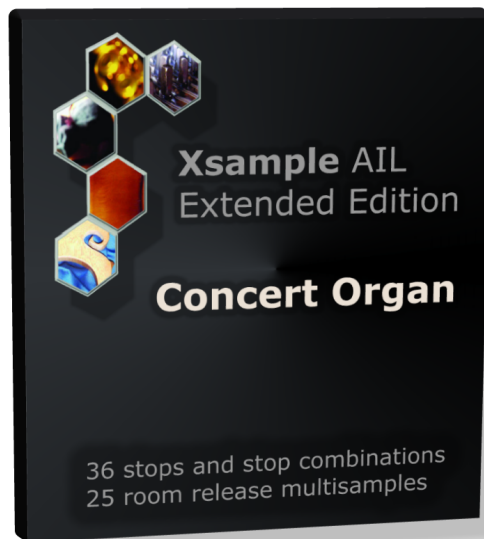 Xsample AIL
Extended Edition
Concert Organ
36 stops and stop combinations
25 room release multisamples